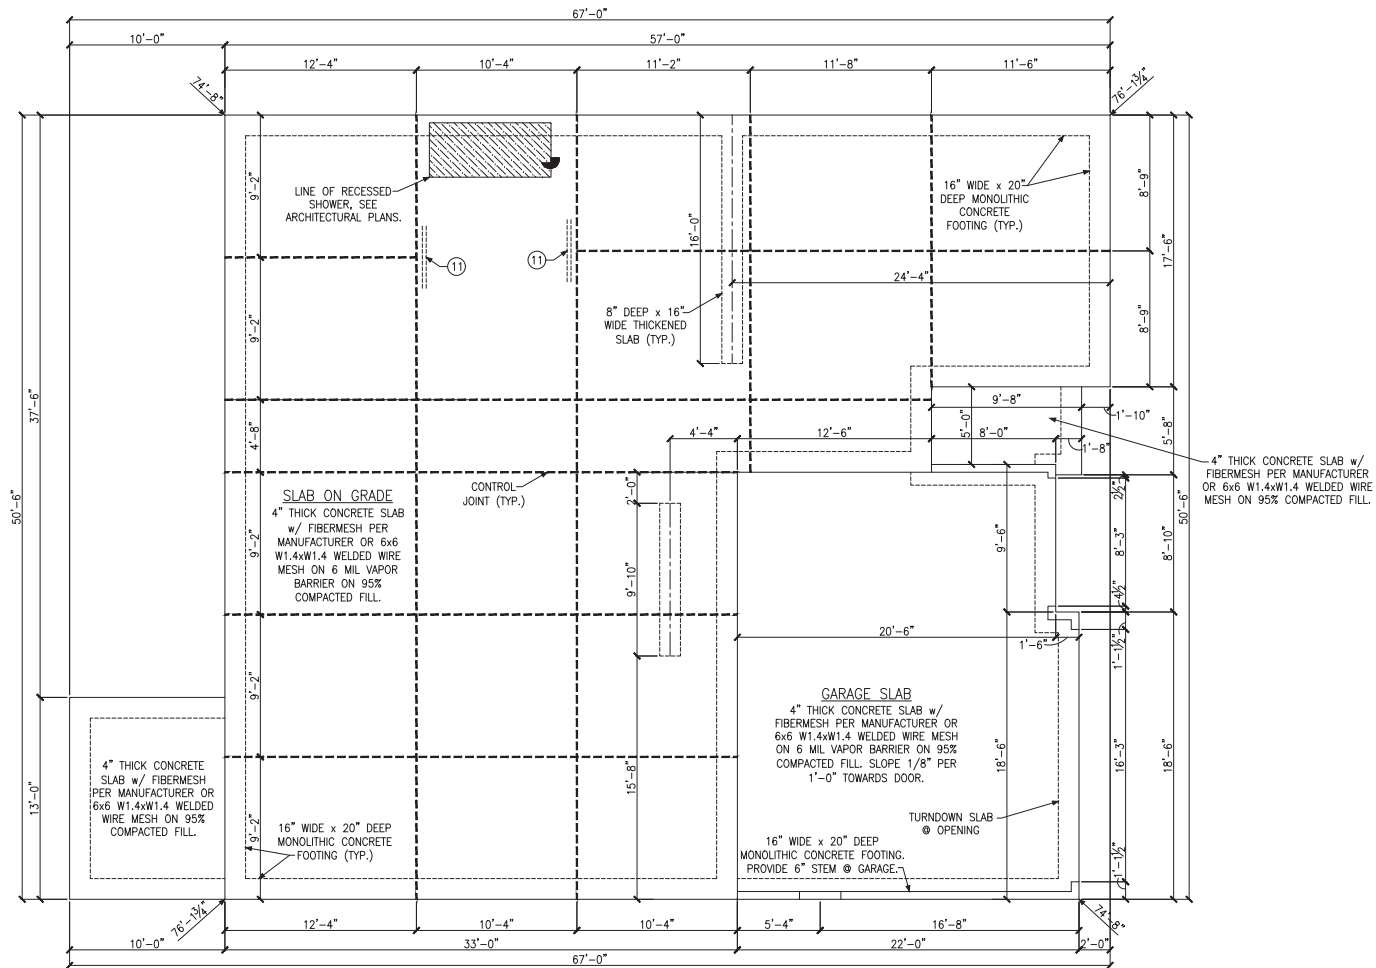 67'-0"
10'-0"
57'-0"
12'-4"
10'-4"
11'-2"
11'-8"
11'-6"
74'-8"
76'-1¾"
9'-2"
LINE OF RECESSED
SHOWER, SEE
ARCHITECTURAL PLANS.
11
11
16'-0"
16" WIDE x 20"
DEEP MONOLITHIC
CONCRETE
FOOTING (TYP.)
8'-9"
17'-6"
24'-4"
8" DEEP x 16"
WIDE THICKENED
SLAB (TYP.)
9'-2"
8'-9"
37'-6"
50'-6"
4'-8"
4'-4"
12'-6"
5'-0"
9'-8"
8'-0"
1'-8"
1'-10"
5'-8"
4" THICK CONCRETE SLAB w/
FIBERMESH PER MANUFACTURER
OR 6x6 W1.4xW1.4 WELDED WIRE
MESH ON 95% COMPACTED FILL.
CONTROL
JOINT (TYP.)
2'-0"
2½"
50'-6"
SLAB ON GRADE
4" THICK CONCRETE SLAB
w/ FIBERMESH PER
MANUFACTURER OR 6x6
W1.4xW1.4 WELDED WIRE
MESH ON 6 MIL VAPOR
BARRIER ON 95%
COMPACTED FILL.
9'-2"
9'-10"
9'-6"
8'-3"
8'-10"
4½"
20'-6"
1'-6"
1'-1½"
9'-2"
GARAGE SLAB
4" THICK CONCRETE SLAB w/
FIBERMESH PER MANUFACTURER OR
6x6 W1.4xW1.4 WELDED WIRE MESH
ON 6 MIL VAPOR BARRIER ON 95%
COMPACTED FILL. SLOPE 1/8" PER
1'-0" TOWARDS DOOR.
18'-6"
16'-3"
18'-6"
13'-0"
4" THICK CONCRETE
SLAB w/ FIBERMESH
PER MANUFACTURER OR
6x6 W1.4xW1.4 WELDED
WIRE MESH ON 95%
COMPACTED FILL.
15'-8"
9'-2"
16" WIDE x 20" DEEP
MONOLITHIC CONCRETE
FOOTING (TYP.)
TURNDOWN SLAB
@ OPENING
16" WIDE x 20" DEEP
MONOLITHIC CONCRETE FOOTING.
PROVIDE 6" STEM @ GARAGE.
1'-1½"
76'-1¾"
74'-8"
12'-4"
10'-4"
10'-4"
5'-4"
16'-8"
10'-0"
33'-0"
22'-0"
2'-0"
67'-0"